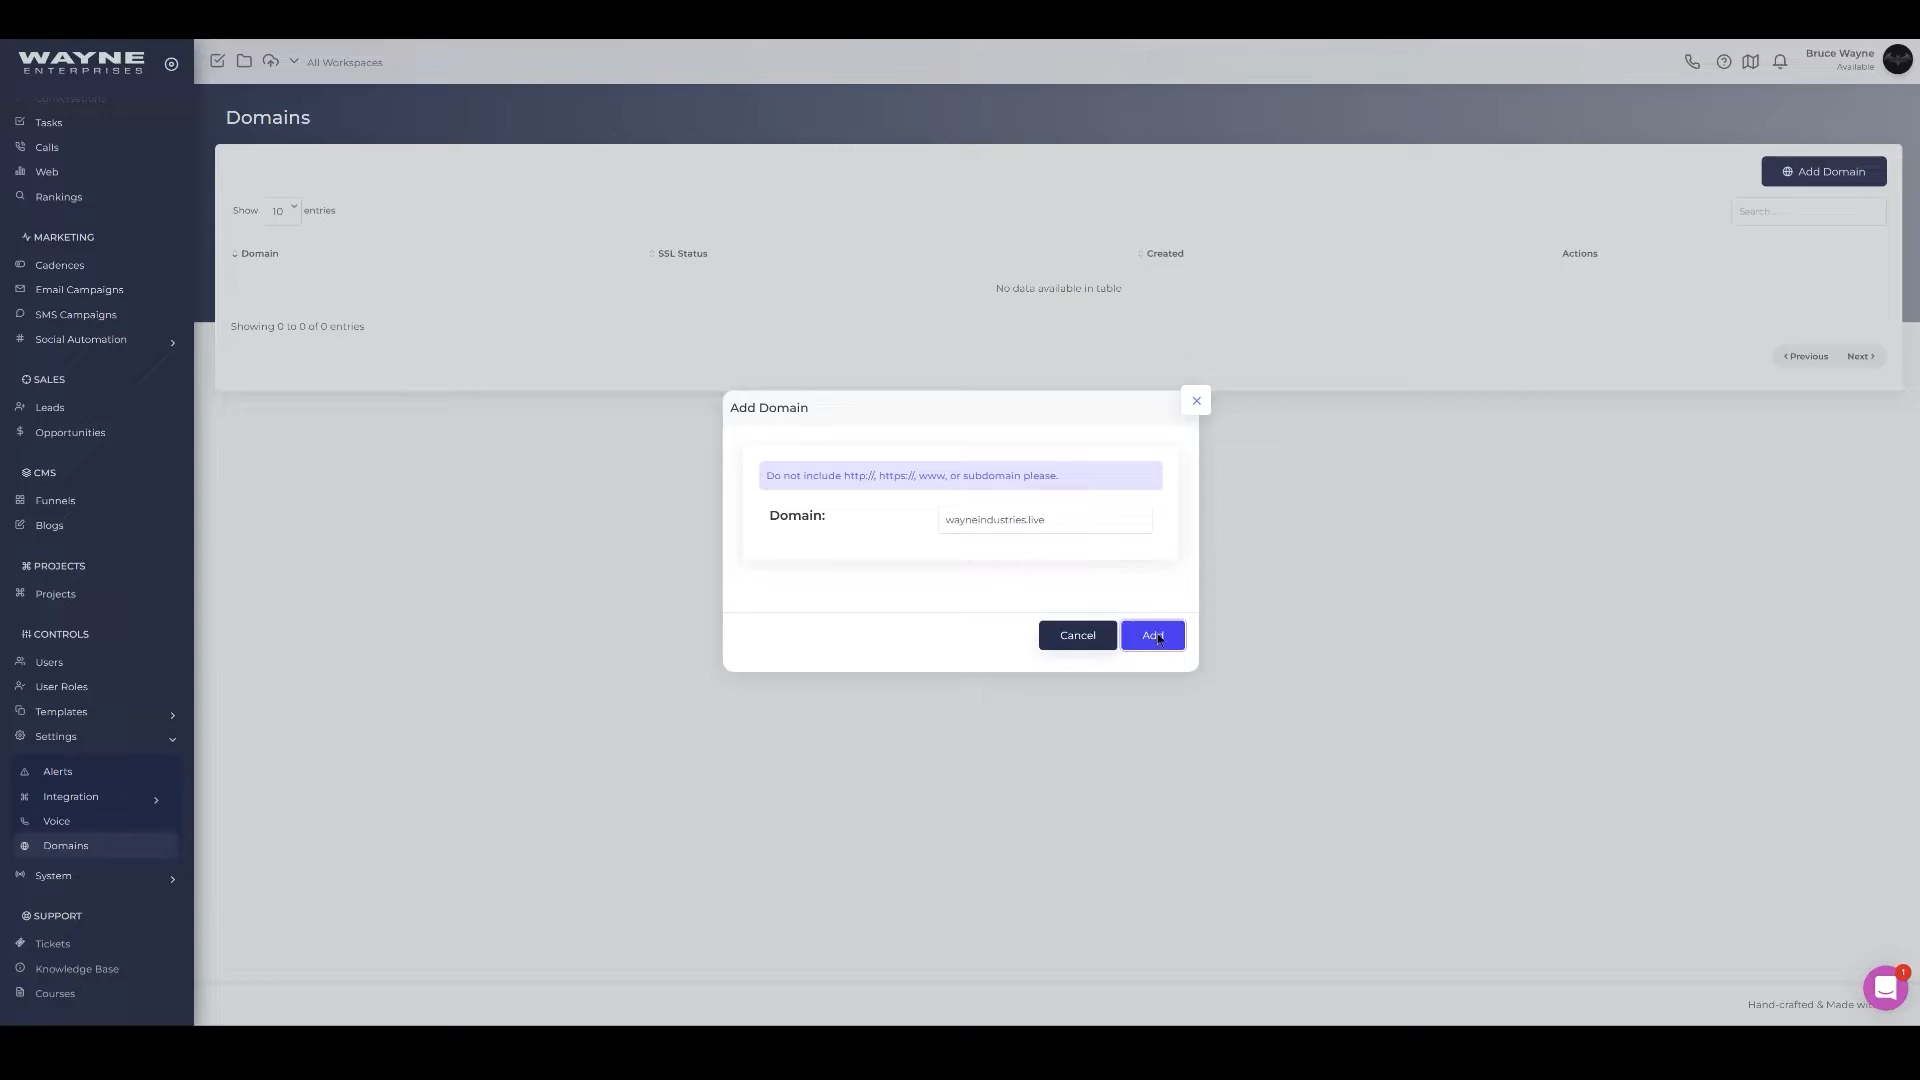 WAYNE
ENTERPRISES
All Workspaces
Bruce Wayne
Available
Conversations
Tasks
Calls
Web
Rankings
MARKETING
Cadences
Email Campaigns
SMS Campaigns
Social Automation
SALES
Leads
Opportunities
CMS
Funnels
Blogs
PROJECTS
Projects
CONTROLS
Users
User Roles
Templates
Settings
Alerts
Integration
Voice
Domains
System
SUPPORT
Tickets
Knowledge Base
Courses
Domains
Add Domain
Show 10 entries
Search...
Domain SSL Status Created Actions
No data available in table
Showing 0 to 0 of 0 entries
Previous Next
Add Domain
Do not include http://, https://, www, or subdomain please.
Domain: wayneindustries.live
Cancel Add
1
Hand-crafted & Made